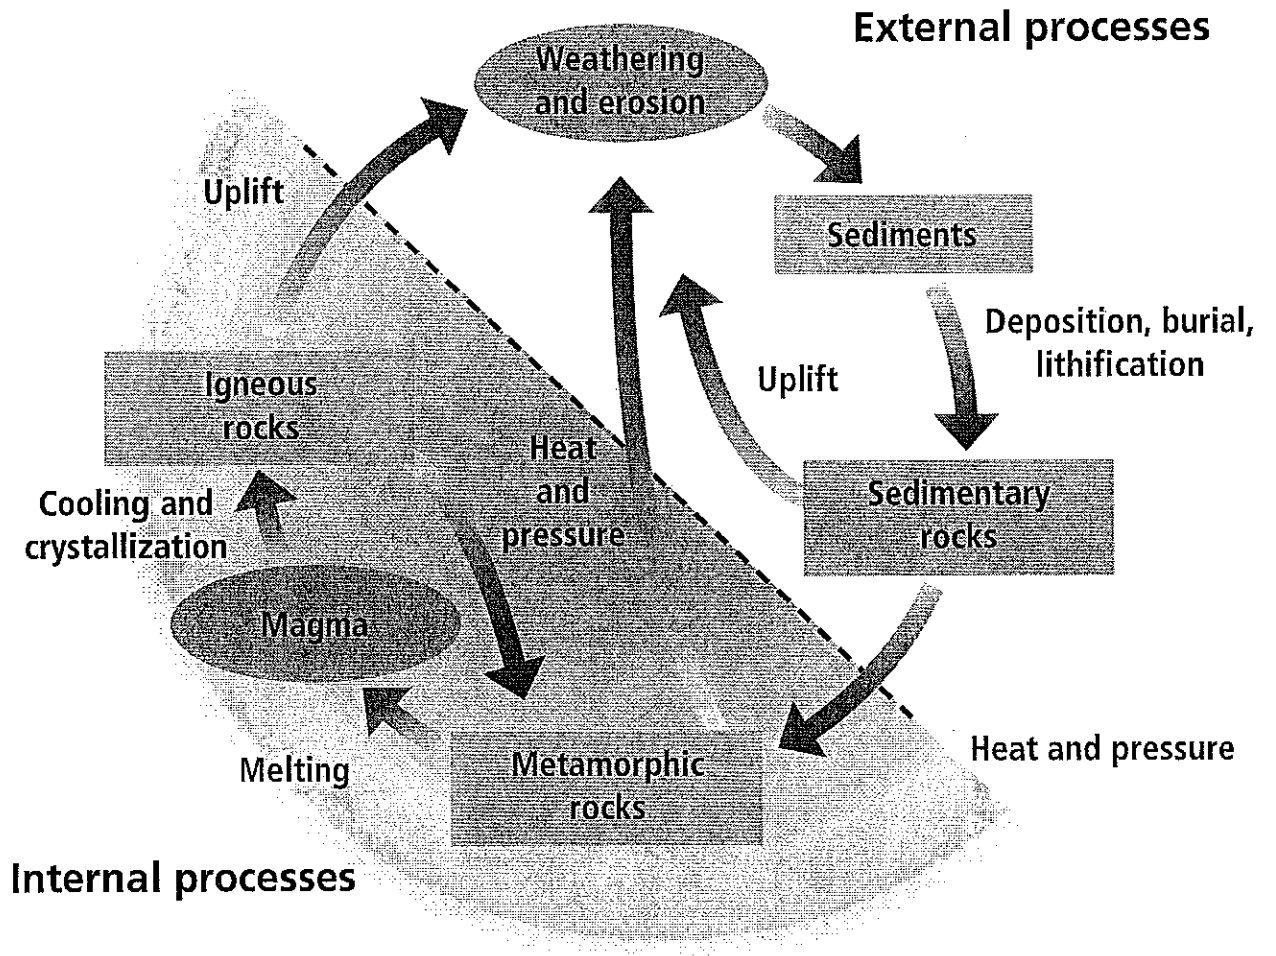 External processes
Weathering
and erosion
Uplift
Sediments
Deposition, burial,
lithification
Uplift
Igneous
rocks
Heat
and
pressure
Sedimentary
rocks
Cooling and
crystallization
Magma
Melting
Metamorphic
rocks
Heat and pressure
Internal processes